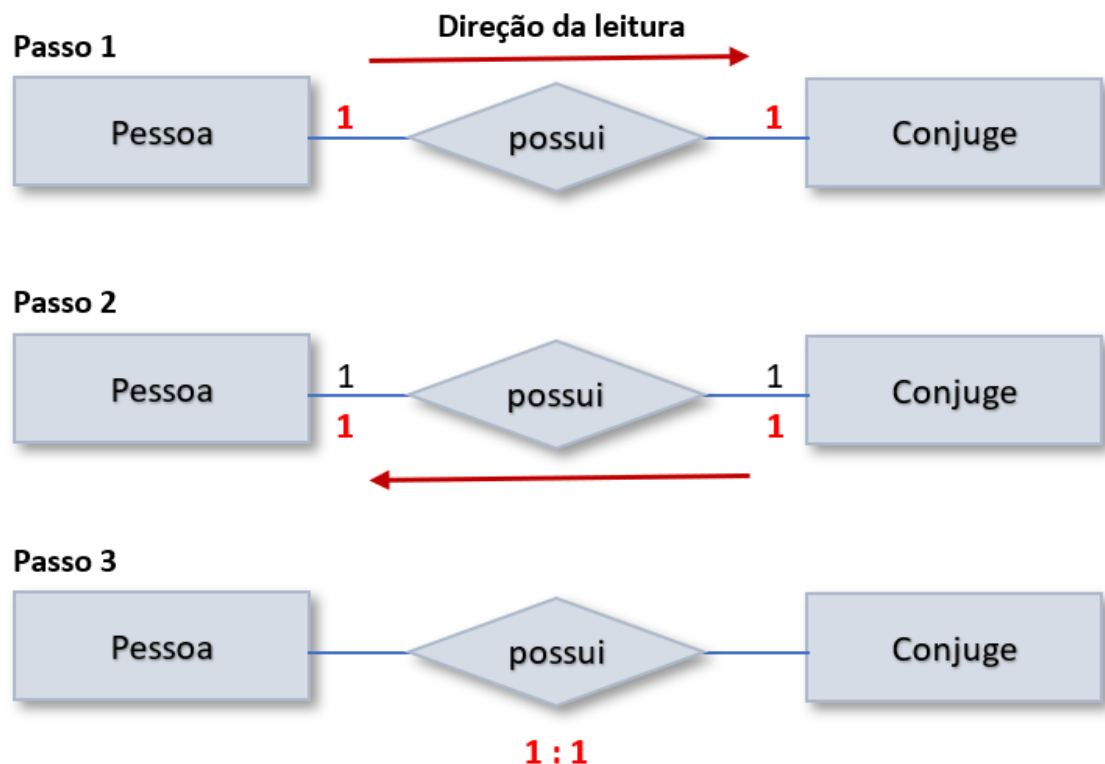 Direção da leitura
Passo 1
Pessoa 1 possui 1 Conjuge
Passo 2
Pessoa 1 possui 1 Conjuge
1 1
Passo 3
Pessoa possui Conjuge
1 : 1